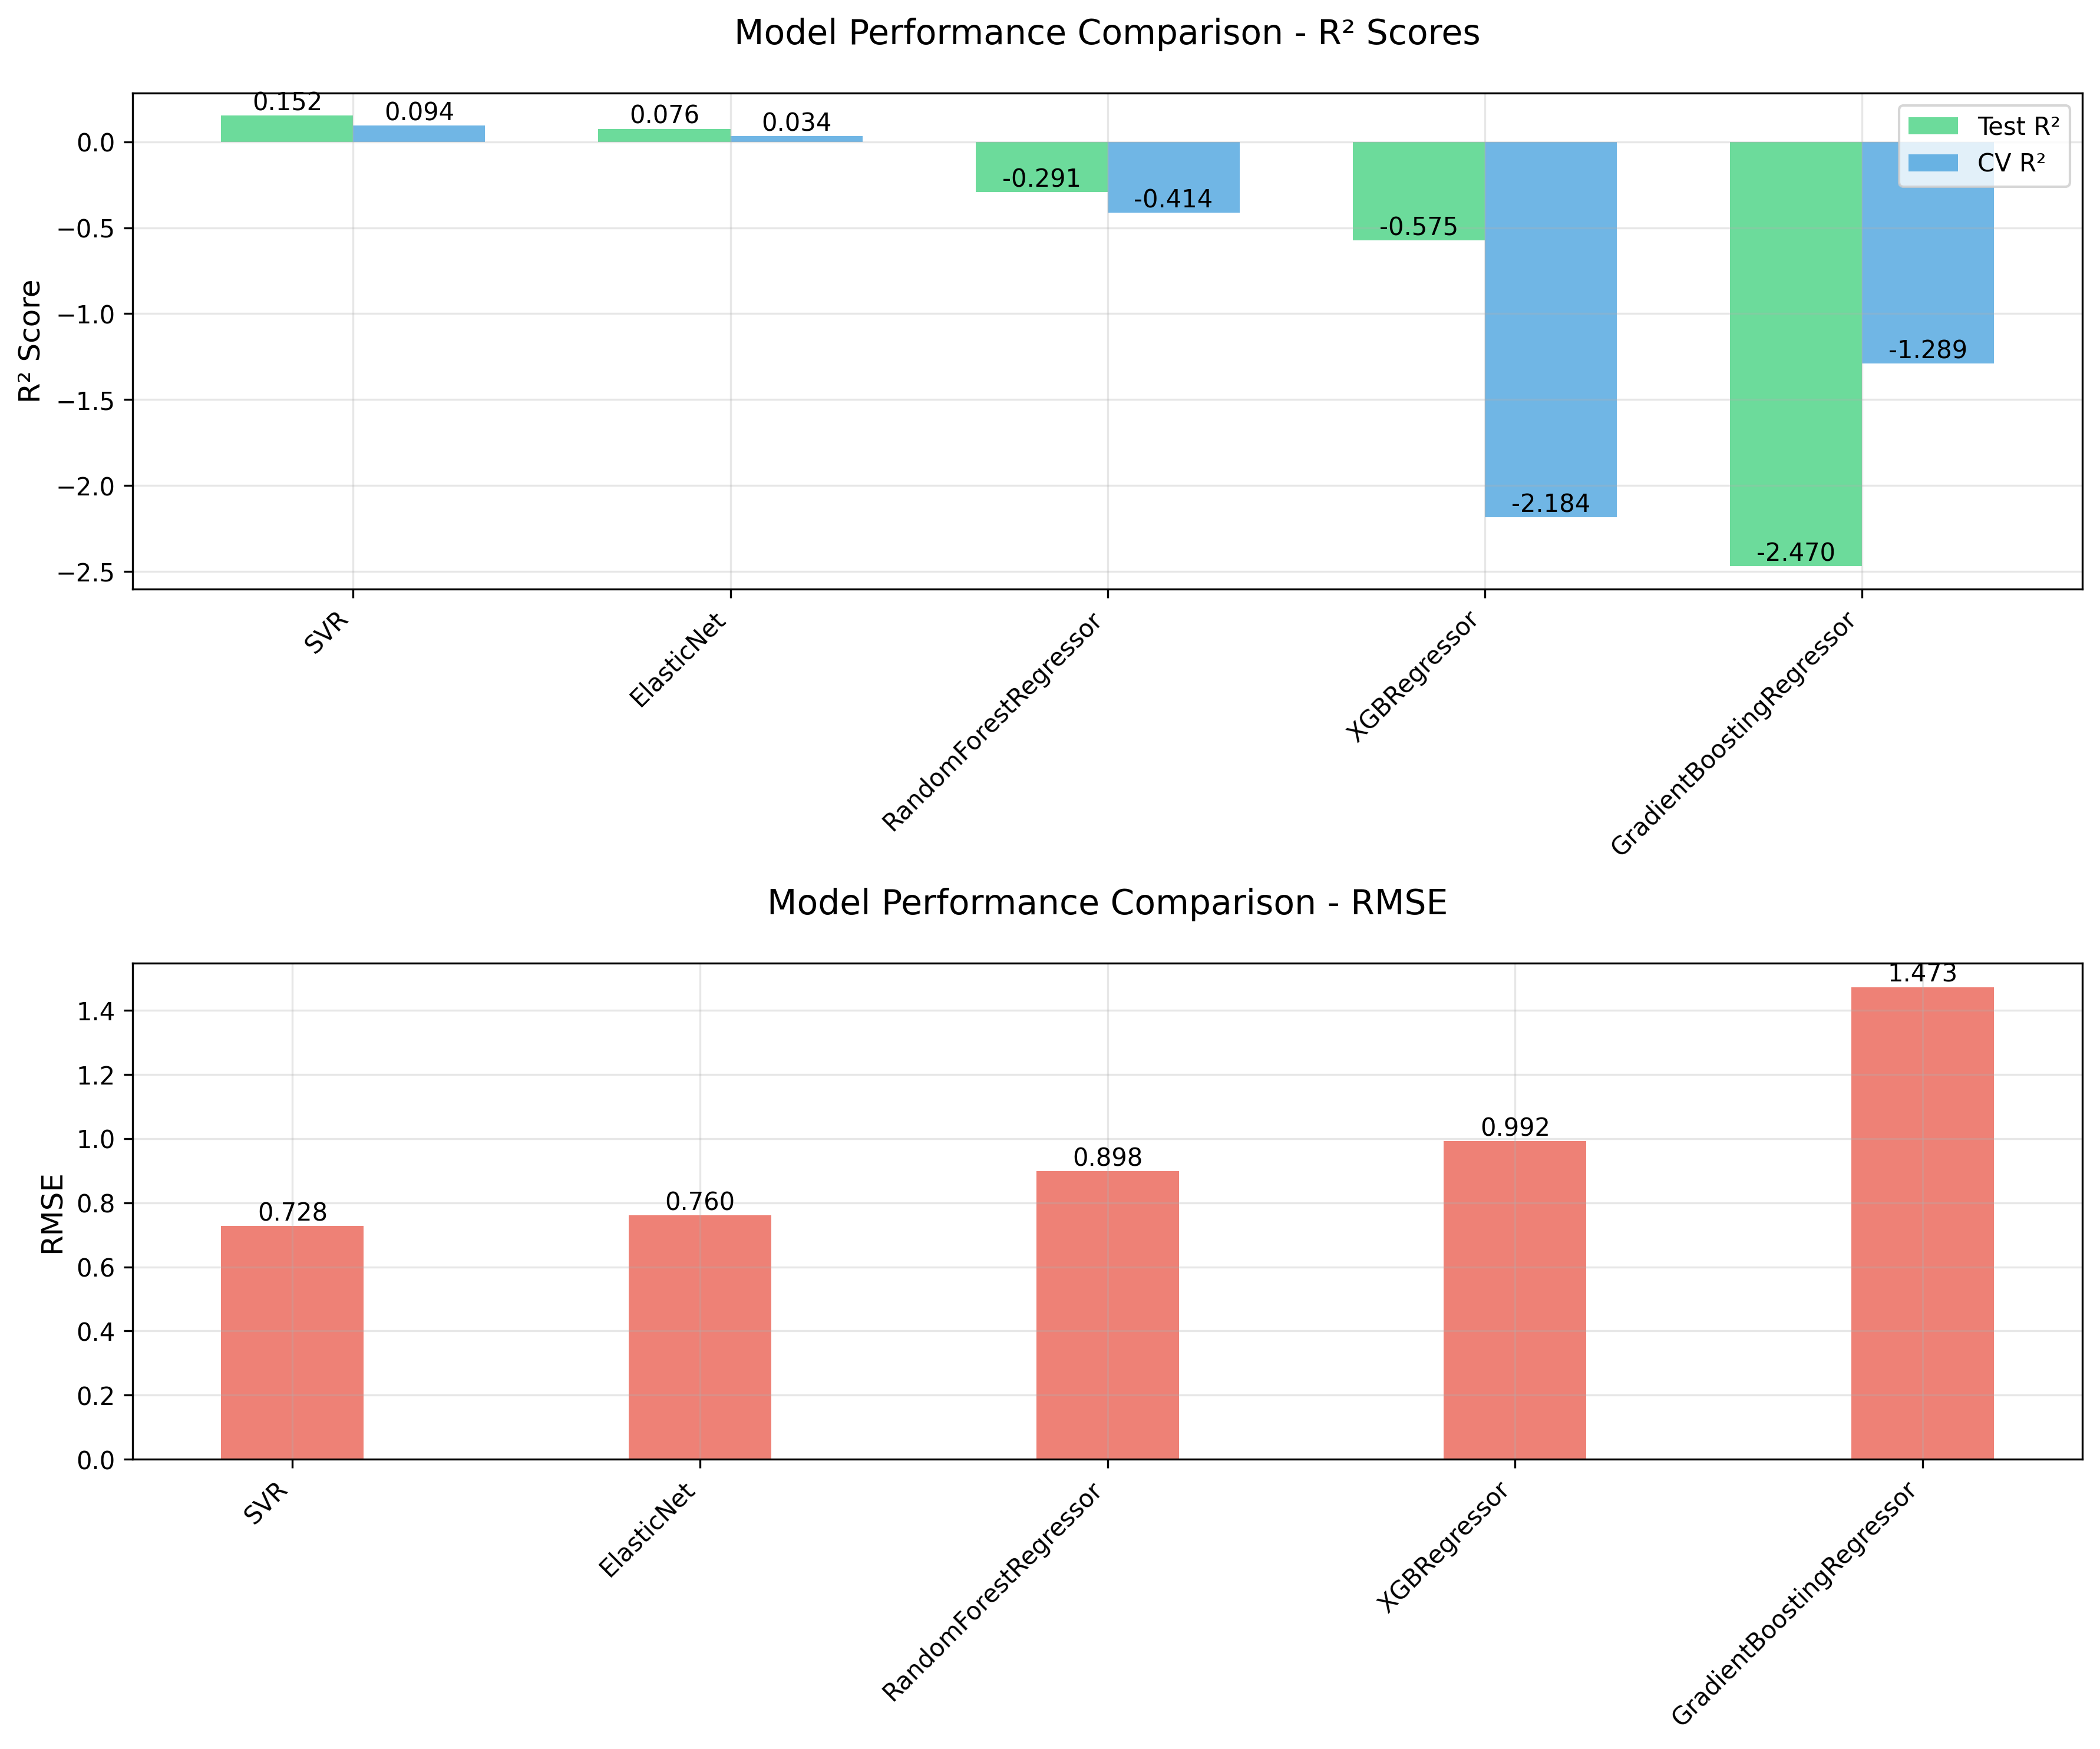 Model Performance Comparison - R² Scores
0.152
0.094
0.076
0.034
-0.291
-0.414
-0.575
-2.184
-2.470
-1.289
Test R²
CV R²
0.0
−0.5
−1.0
−1.5
−2.0
−2.5
R² Score
SVR
ElasticNet
RandomForestRegressor
XGBRegressor
GradientBoostingRegressor
Model Performance Comparison - RMSE
0.728
0.760
0.898
0.992
1.473
1.4
1.2
1.0
0.8
0.6
0.4
0.2
0.0
RMSE
SVR
ElasticNet
RandomForestRegressor
XGBRegressor
GradientBoostingRegressor